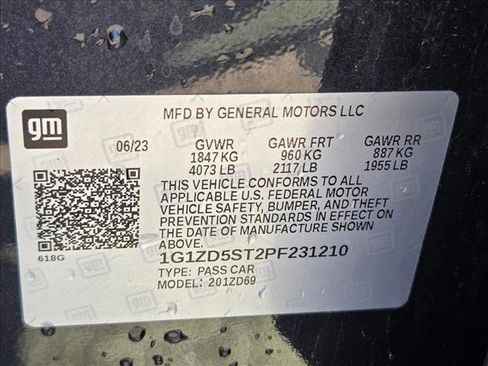 gm
MFD BY GENERAL MOTORS LLC
06/23 GVWR GAWR FRT GAWR RR
1847 KG 960 KG 887 KG
4073 LB 2117 LB 1955 LB
THIS VEHICLE CONFORMS TO ALL
APPLICABLE U.S. FEDERAL MOTOR
VEHICLE SAFETY, BUMPER, AND THEFT
PREVENTION STANDARDS IN EFFECT ON
THE DATE OF MANUFACTURE SHOWN
ABOVE.
618G
1G1ZD5ST2PF231210
TYPE: PASS CAR
MODEL: 201ZD69